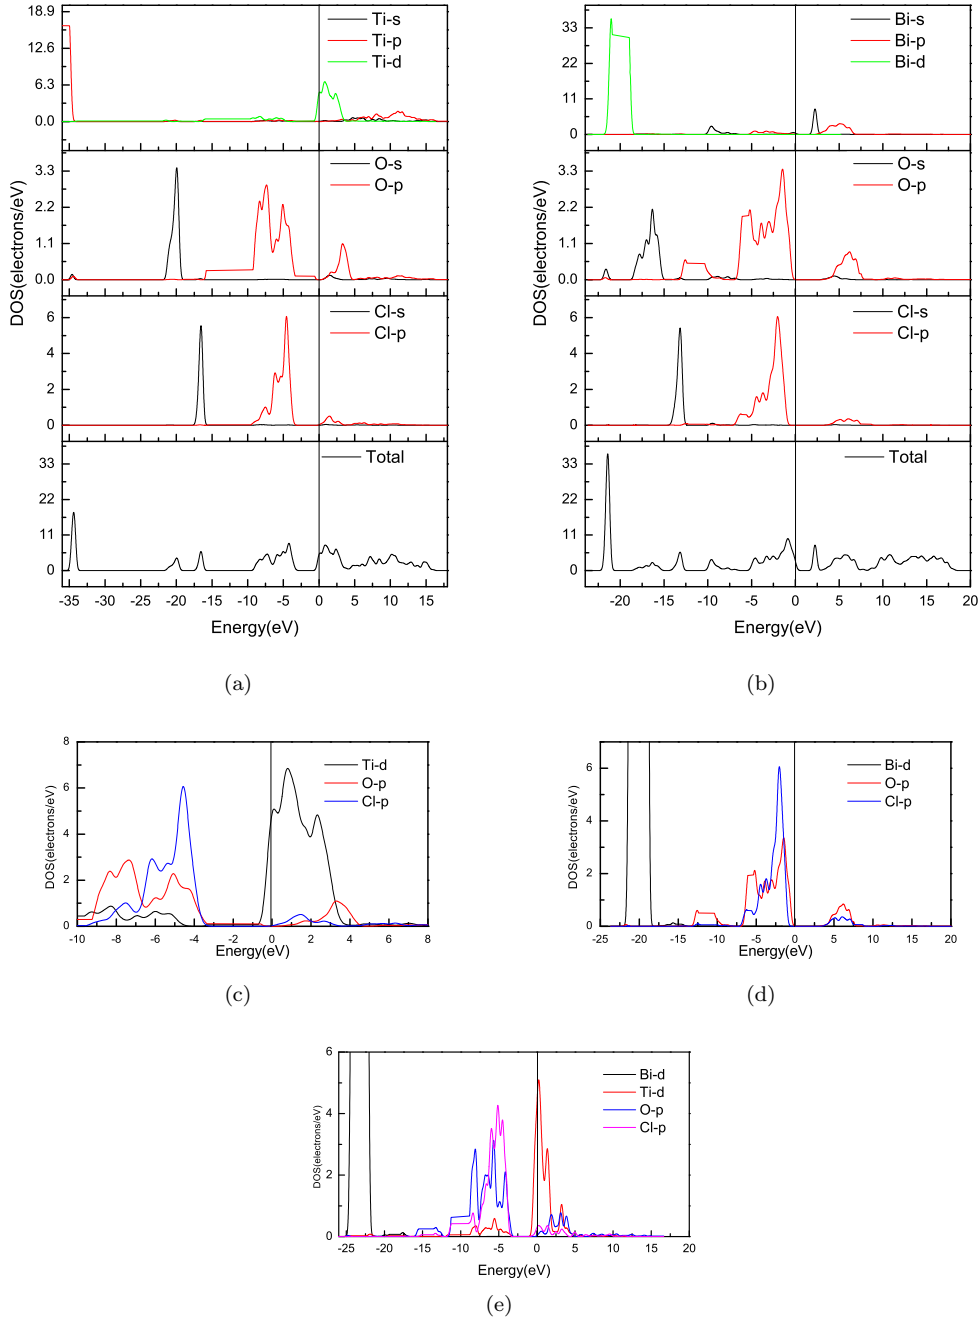 18.9
12.6
6.3
0.0
Ti-s
Ti-p
Ti-d
3.3
2.2
1.1
0.0
O-s
O-p
6
4
2
0
Cl-s
Cl-p
33
22
11
0
Total
DOS(electrons/eV)
-35 -30 -25 -20 -15 -10 -5 0 5 10 15
Energy(eV)
(a)
33
22
11
0
Bi-s
Bi-p
Bi-d
3.3
2.2
1.1
0.0
O-s
O-p
6
4
2
0
Cl-s
Cl-p
33
22
11
0
Total
DOS(electrons/eV)
-20 -15 -10 -5 0 5 10 15 20
Energy(eV)
(b)
8
6
4
2
0
DOS(electrons/eV)
Ti-d
O-p
Cl-p
-10 -8 -6 -4 -2 0 2 4 6 8
Energy(eV)
(c)
6
4
2
0
DOS(electrons/eV)
Bi-d
O-p
Cl-p
-25 -20 -15 -10 -5 0 5 10 15 20
Energy(eV)
(d)
6
4
2
0
DOS(electrons/eV)
Bi-d
Ti-d
O-p
Cl-p
-25 -20 -15 -10 -5 0 5 10 15 20
Energy(eV)
(e)